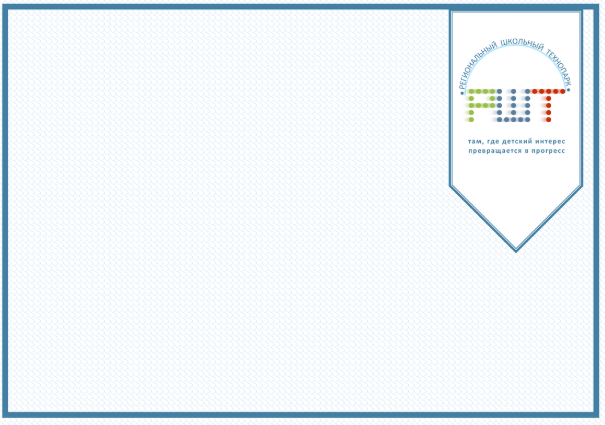 РЕГИОНАЛЬНЫЙ ШКОЛЬНЫЙ ТЕХНОПАРК
РШТ
там, где детский интерес
превращается в прогресс